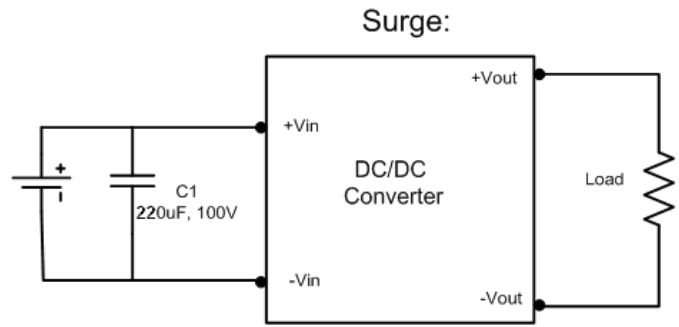 Surge:
+Vout
+Vin
DC/DC
Converter
Load
+
C1
220uF, 100V
-
-Vin
-Vout